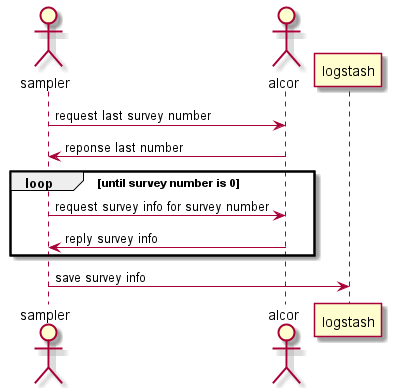 sampler
alcor
logstash
request last survey number
reponse last number
loop [until survey number is 0]
request survey info for survey number
reply survey info
save survey info
sampler
alcor
logstash